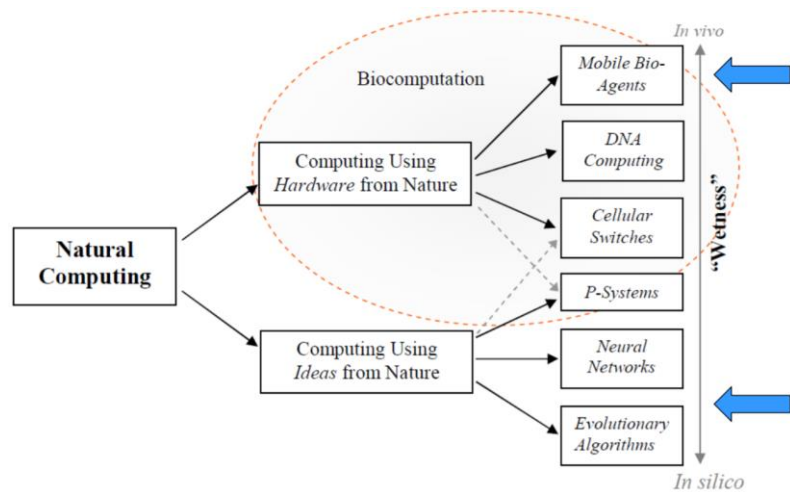 In vivo
Mobile Bio-
Agents
Biocomputation
DNA
Computing
Computing Using
Hardware from Nature
Cellular
Switches
"Wetness"
Natural
Computing
P-Systems
Computing Using
Ideas from Nature
Neural
Networks
Evolutionary
Algorithms
In silico